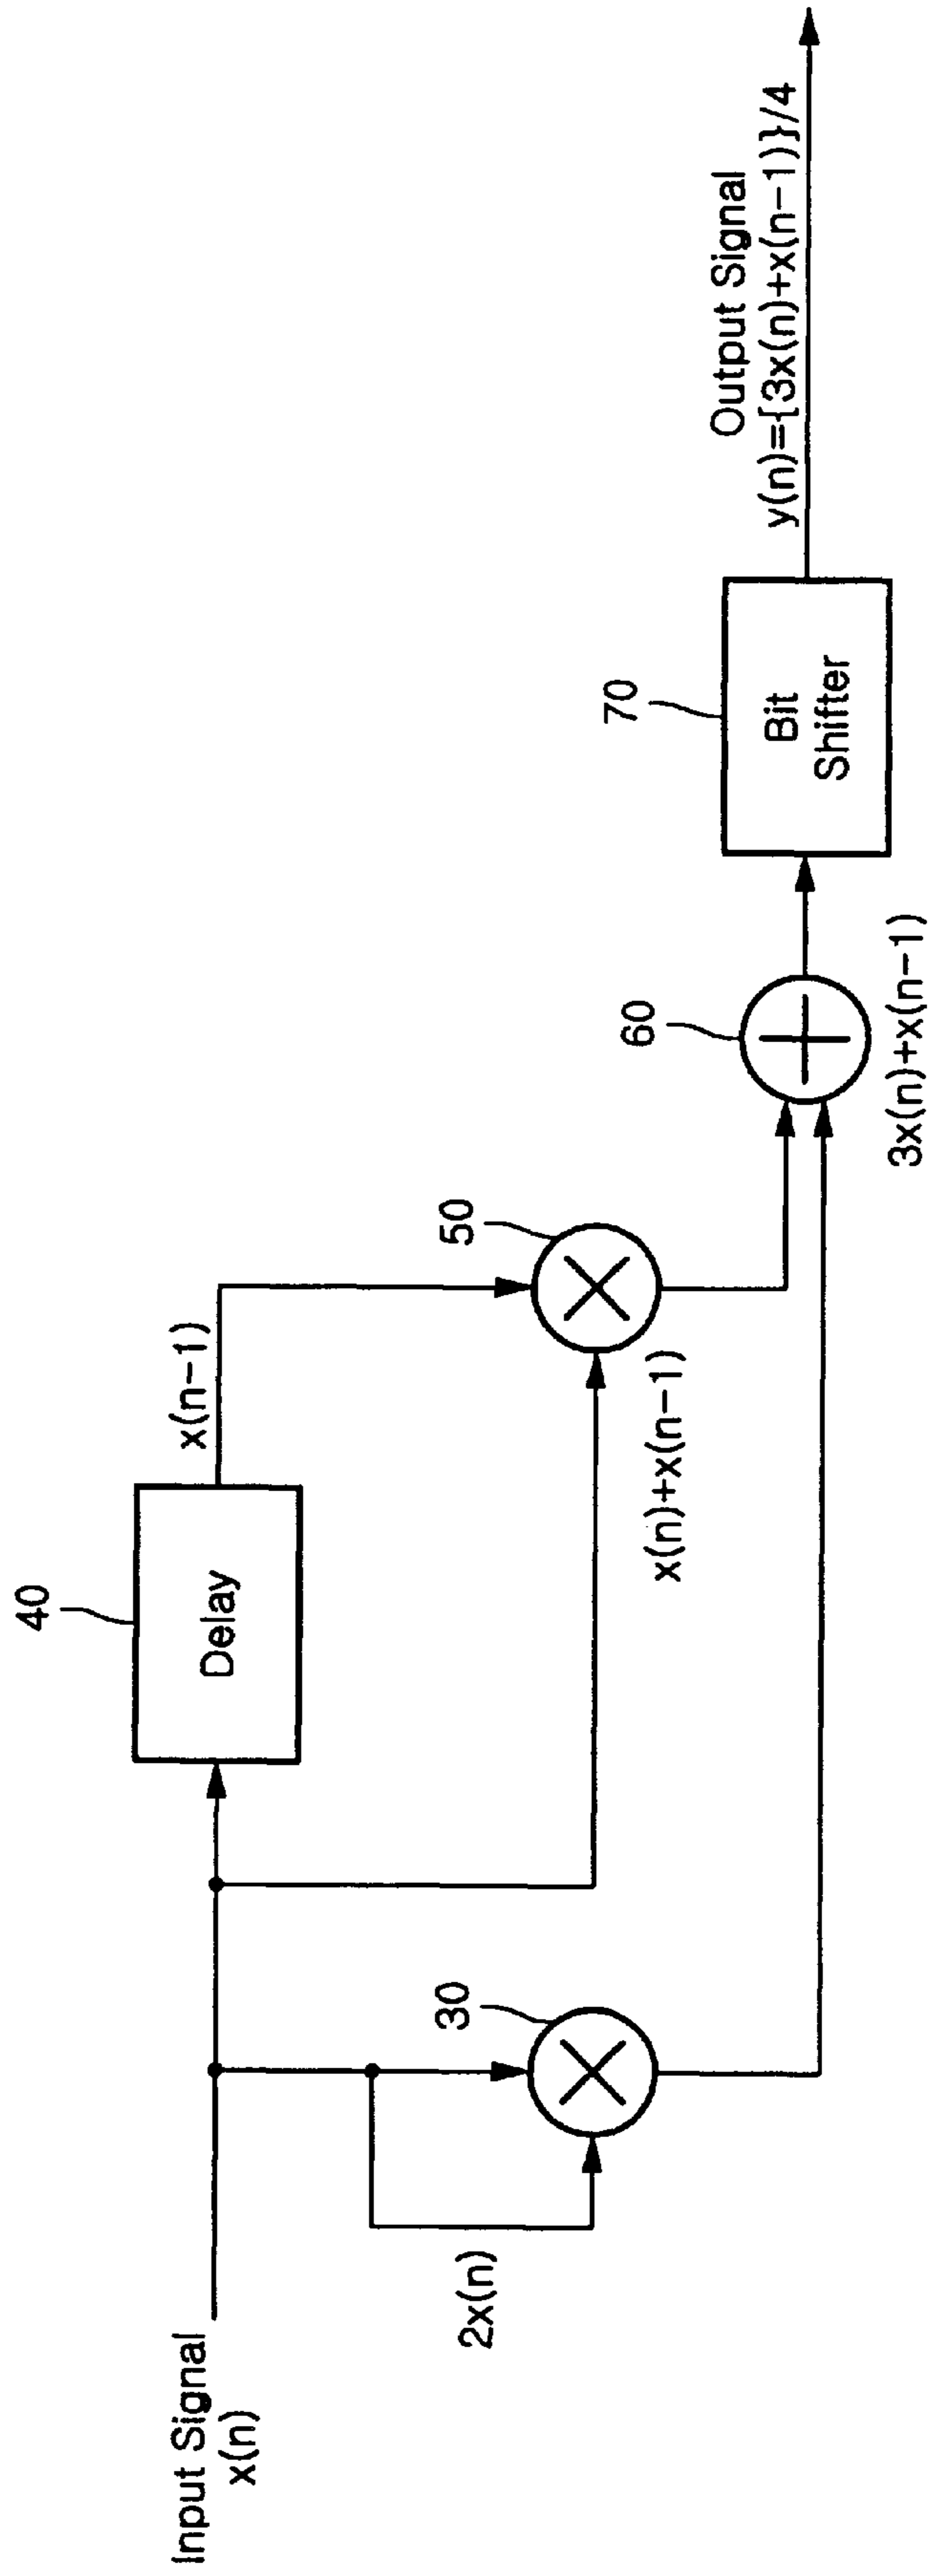 Input Signal
x(n)
2x(n)
30
40
Delay
x(n-1)
x(n)+x(n-1)
50
60
3x(n)+x(n-1)
70
Bit
Shifter
Output Signal
y(n)={3x(n)+x(n-1)}/4